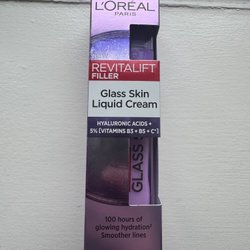 L'ORÉAL
PARIS
REVITALIFT
FILLER
Glass Skin
Liquid Cream
HYALURONIC ACIDS +
5% [VITAMINS B3 + B5 + C*]
GLASS S
100 hours of
glowing hydration²
Smoother lines